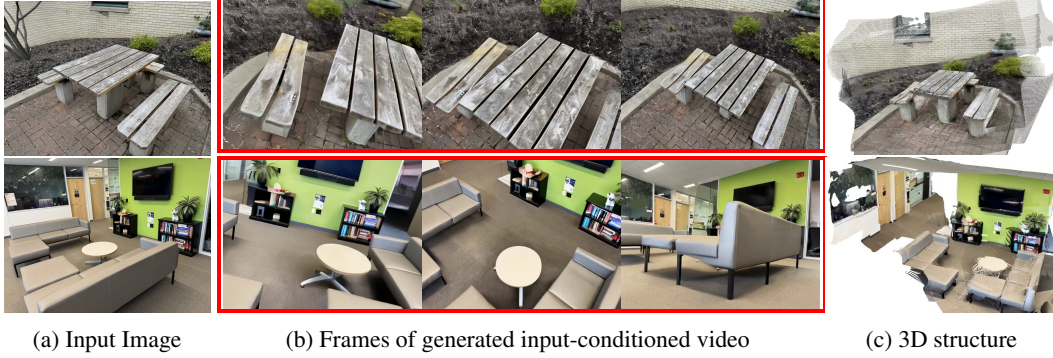 (a) Input Image
(b) Frames of generated input-conditioned video
(c) 3D structure